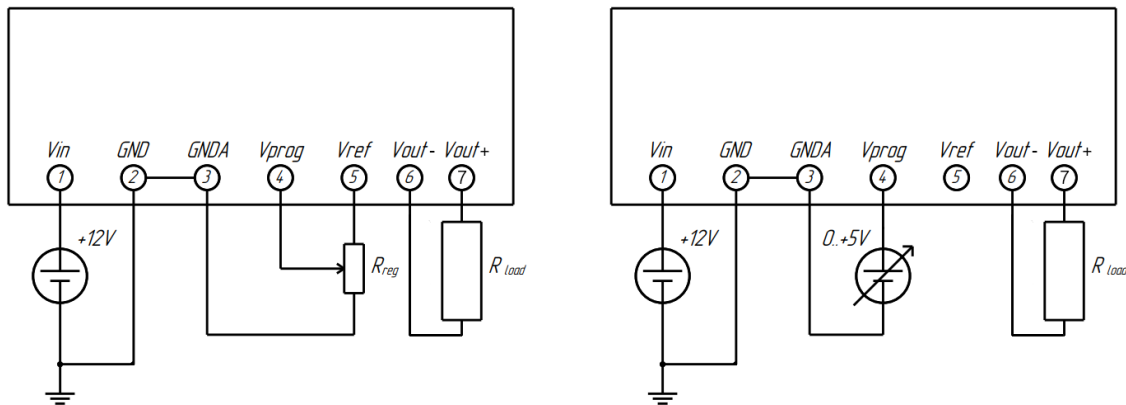 Vin GND GNDA Vprog Vref Vout- Vout+
1 2 3 4 5 6 7
+12V
Rreg
R load
Vin GND GNDA Vprog Vref Vout- Vout+
1 2 3 4 5 6 7
+12V
0..+5V
R load